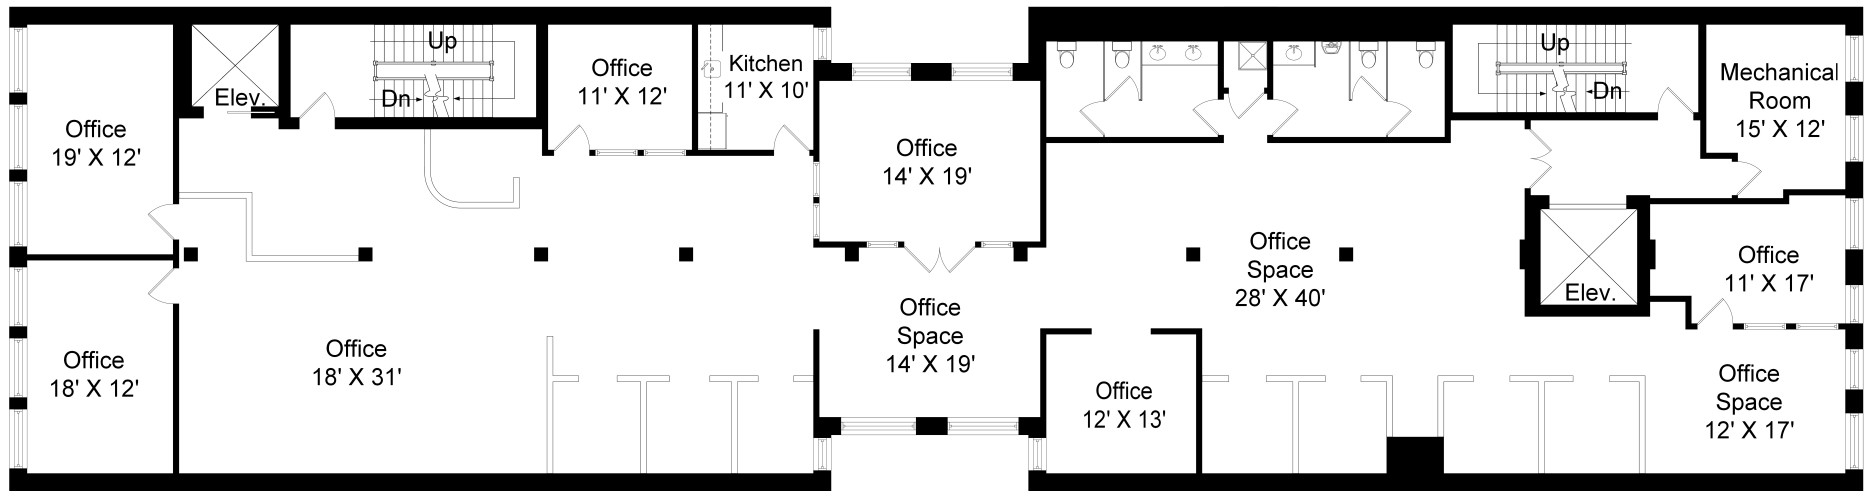 Up
Dn
Elev.
Office
11' X 12'
Kitchen
11' X 10'
Office
19' X 12'
Office
14' X 19'
Up
Dn
Mechanical
Room
15' X 12'
Office
Space
28' X 40'
Elev.
Office
11' X 17'
Office
18' X 12'
Office
18' X 31'
Office
Space
14' X 19'
Office
12' X 13'
Office
Space
12' X 17'